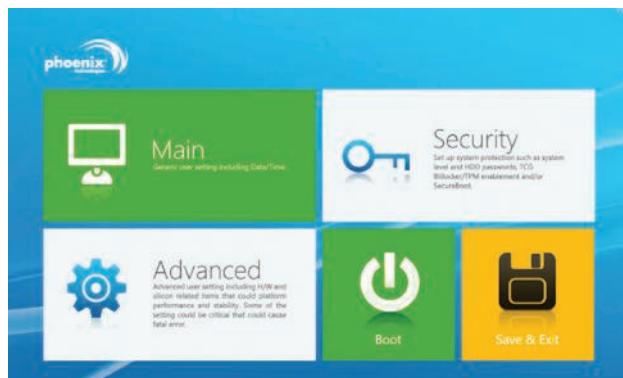 phoenix
technologies
Main
Generic user setting including Date/Time.
Security
Set up system protection such as system
level and HDD passwords, TCG
Bitlocker/TPM enablement and/or
SecureBoot.
Advanced
Advanced user setting including H/W and
silicon related items that could platform
performance and stability. Some of the
setting could be critical that could cause
fatal error.
Boot
Save & Exit